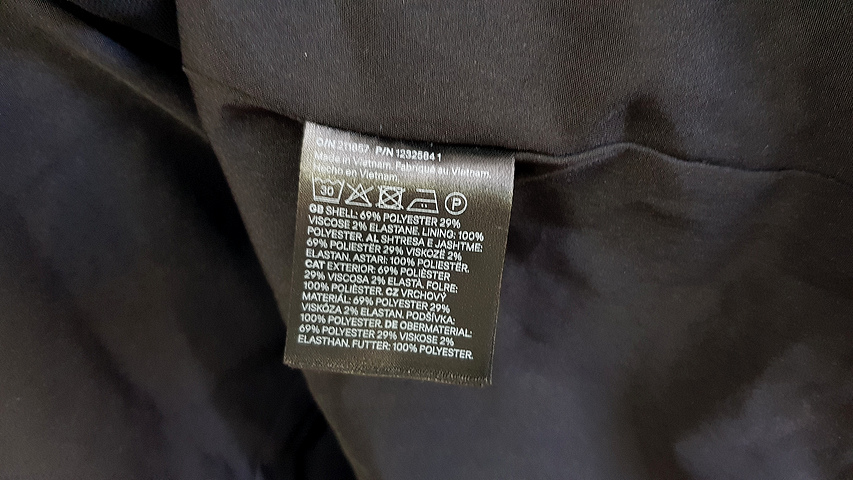 O/N 211857 P/N 1232584 1
Made in Vietnam. Fabriqué au Vietnam.
Hecho en Vietnam.
30 P
GB SHELL: 69% POLYESTER 29%
VISCOSE 2% ELASTANE. LINING: 100%
POLYESTER. AL SHTRESA E JASHTME:
69% POLIESTËR 29% VISKOZË 2%
ELASTAN. ASTARI: 100% POLIESTËR.
CAT EXTERIOR: 69% POLIÈSTER
29% VISCOSA 2% ELASTÀ. FOLRE:
100% POLIÈSTER. CZ VRCHOVÝ
MATERIÁL: 69% POLYESTER 29%
VISKÓZA 2% ELASTAN. PODŠÍVKA:
100% POLYESTER. DE OBERMATERIAL:
69% POLYESTER 29% VISKOSE 2%
ELASTHAN. FUTTER: 100% POLYESTER.